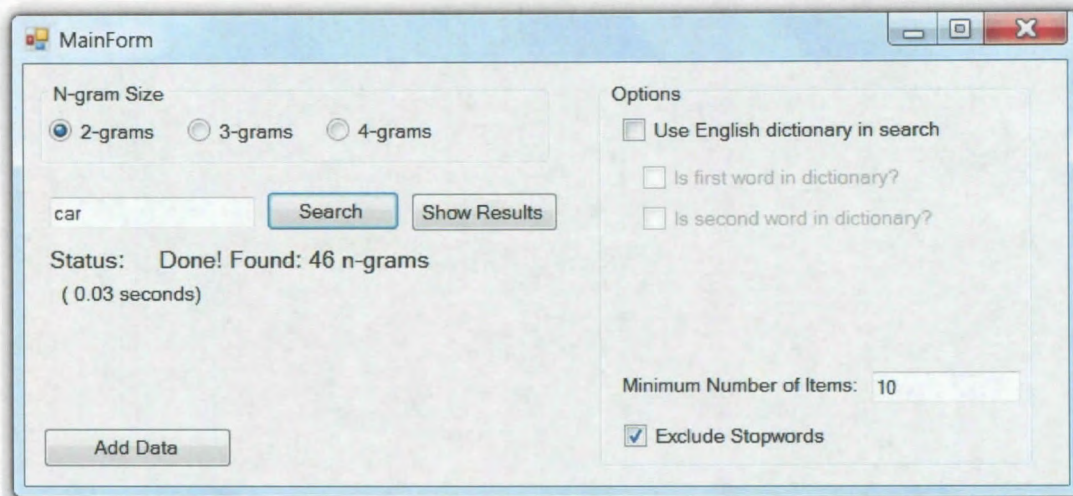 MainForm
N-gram Size
2-grams 3-grams 4-grams
car Search Show Results
Status: Done! Found: 46 n-grams
( 0.03 seconds)
Add Data
Options
Use English dictionary in search
Is first word in dictionary?
Is second word in dictionary?
Minimum Number of Items: 10
Exclude Stopwords